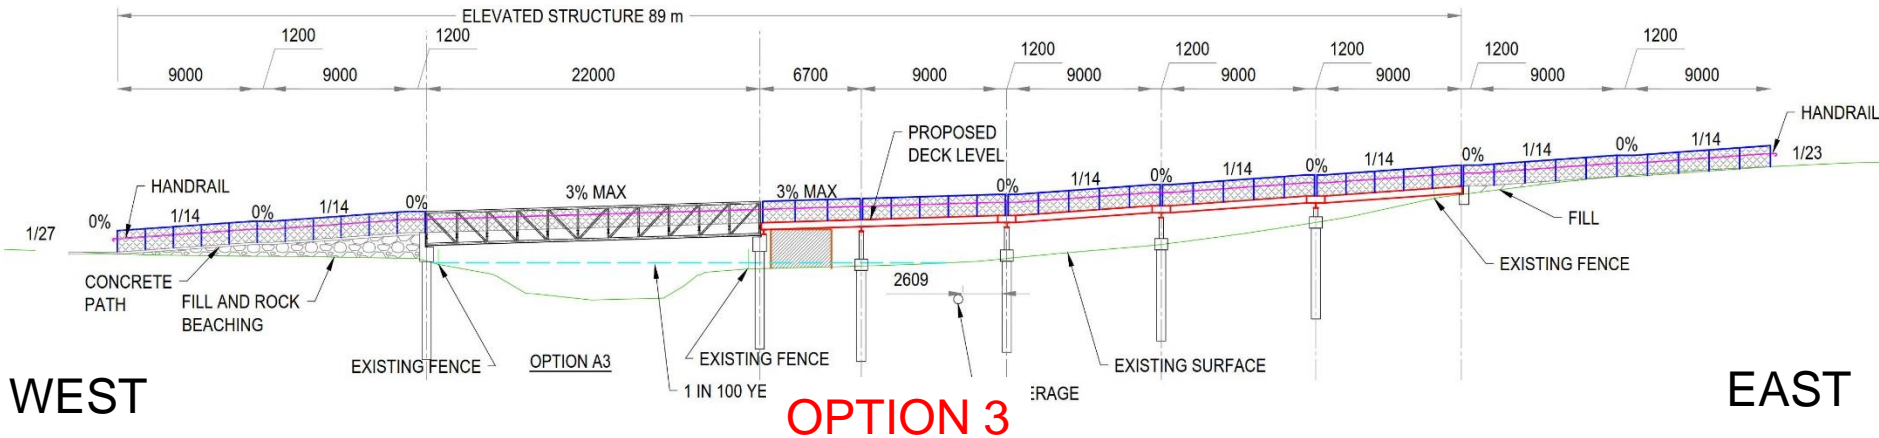 ELEVATED STRUCTURE 89 m
1200 1200 1200 1200 1200 1200 1200
9000 9000 22000 6700 9000 9000 9000 9000 9000 9000
HANDRAIL
PROPOSED
DECK LEVEL
HANDRAIL
0% 1/14 0% 1/14 0% 3% MAX 3% MAX 0% 1/14 0% 1/14 0% 1/14 0% 1/14 0% 1/14 1/23
1/27
FILL
CONCRETE
PATH
FILL AND ROCK
BEACHING
2609
EXISTING FENCE
EXISTING FENCE
OPTION A3
EXISTING FENCE
EXISTING SURFACE
1 IN 100 YE
ERAGE
WEST
OPTION 3
EAST